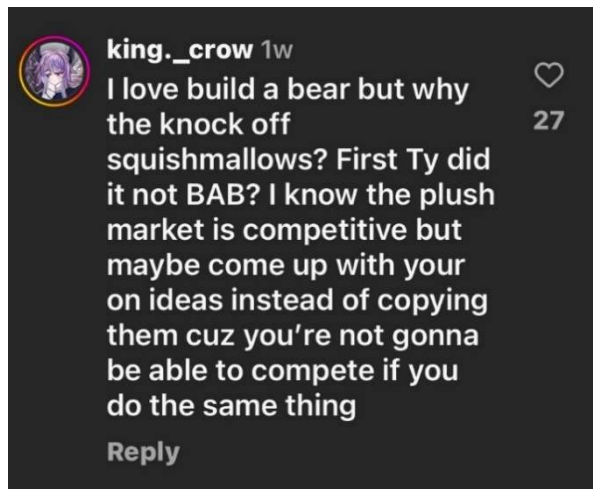 king._crow 1w
I love build a bear but why
the knock off
27
squishmallows? First Ty did
it not BAB? I know the plush
market is competitive but
maybe come up with your
on ideas instead of copying
them cuz you’re not gonna
be able to compete if you
do the same thing
Reply